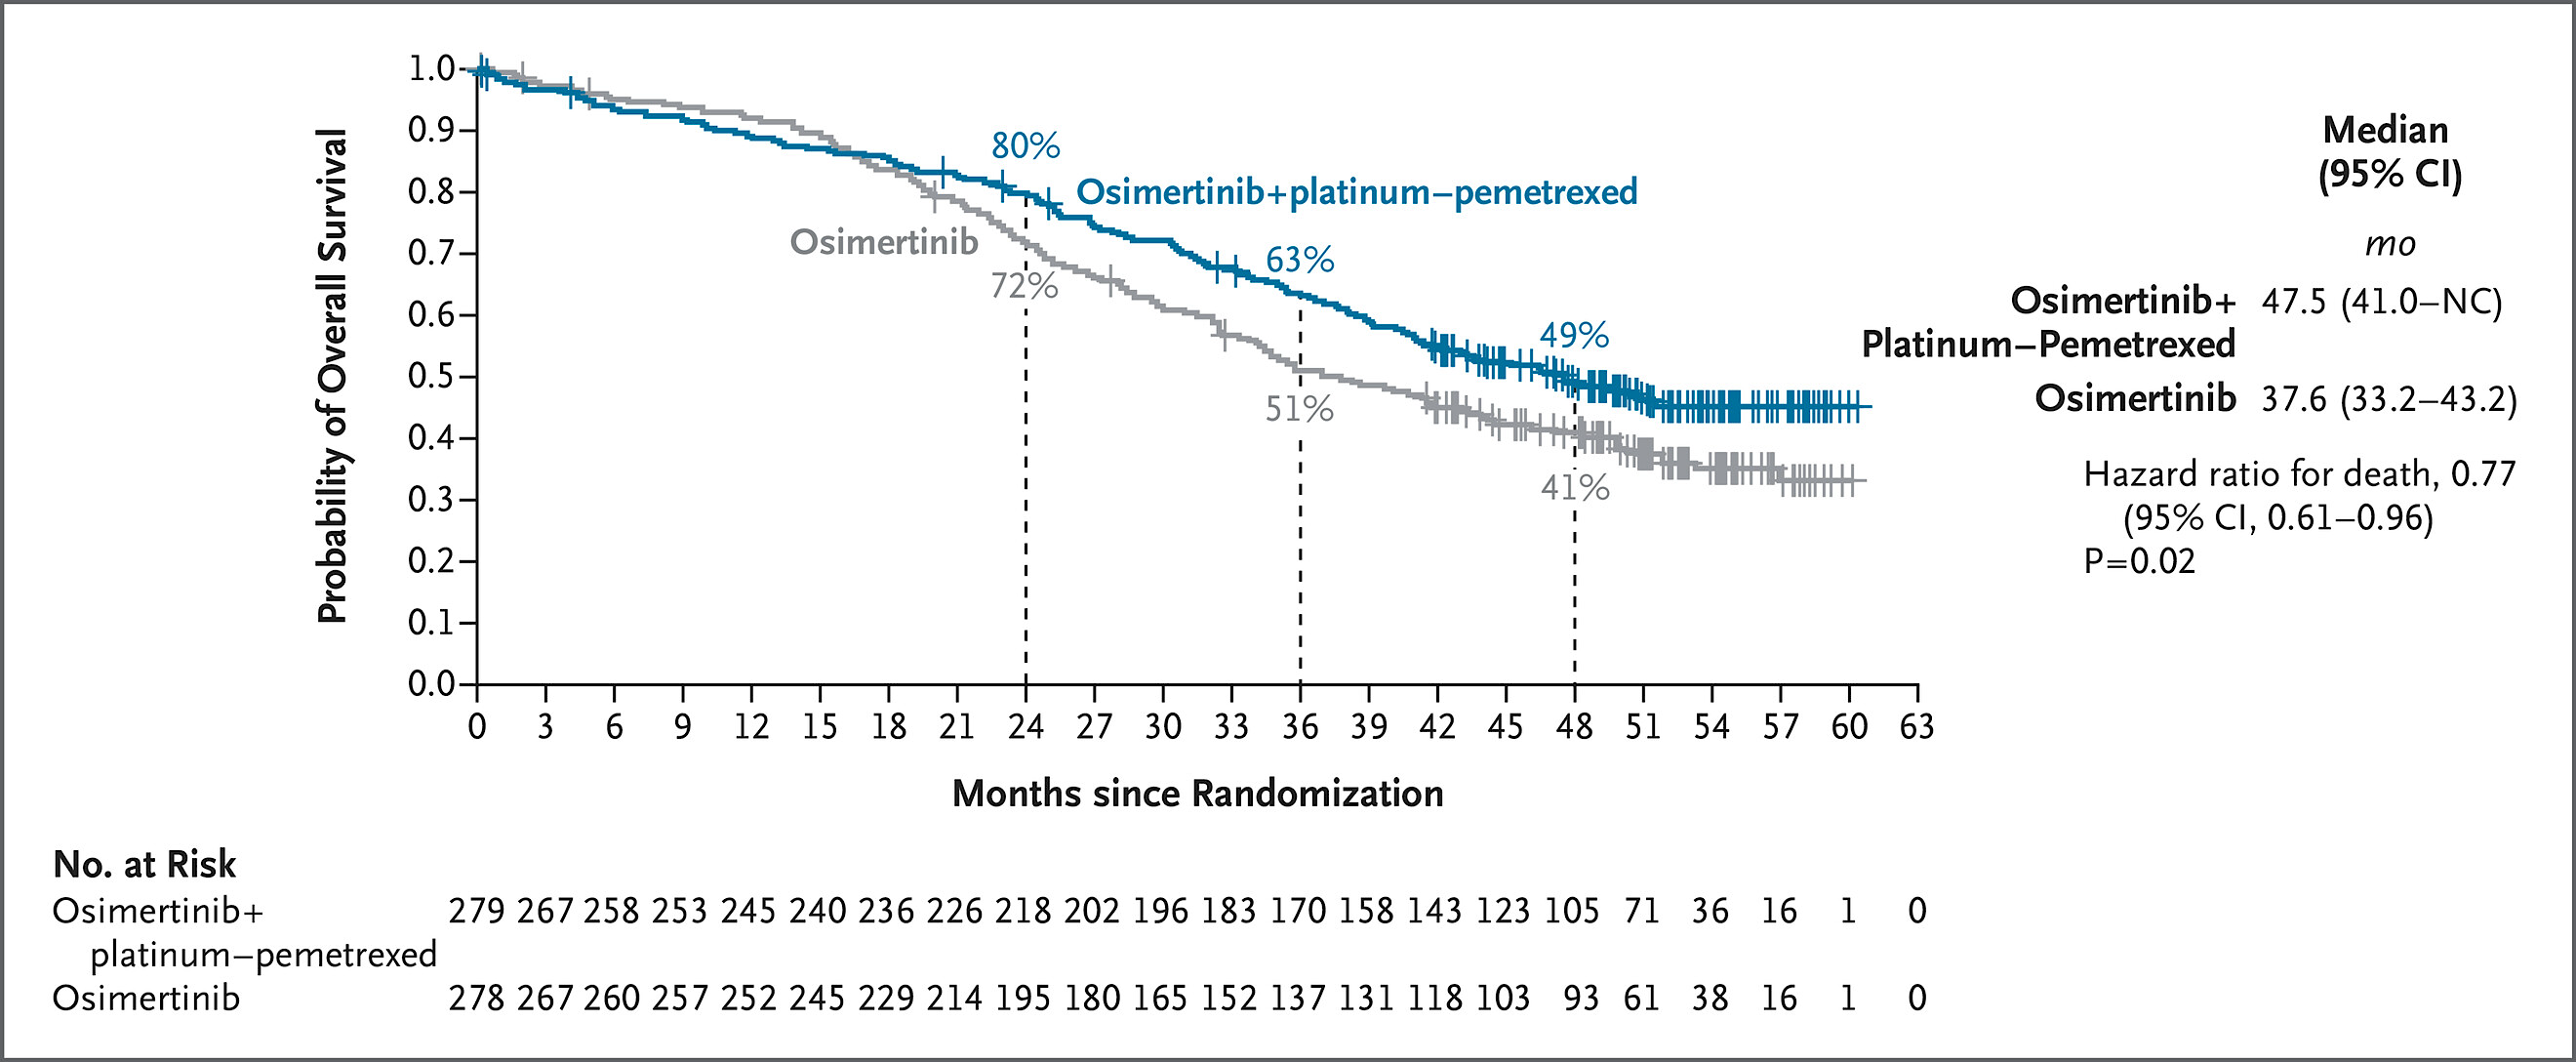 1.0
0.9
0.8
0.7
0.6
0.5
0.4
0.3
0.2
0.1
0.0
Probability of Overall Survival
80%
Osimertinib+platinum–pemetrexed
Osimertinib
72%
63%
51%
49%
41%
0 3 6 9 12 15 18 21 24 27 30 33 36 39 42 45 48 51 54 57 60 63
Months since Randomization
Median
(95% CI)
mo
Osimertinib+ 47.5 (41.0–NC)
Platinum–Pemetrexed
Osimertinib 37.6 (33.2–43.2)
Hazard ratio for death, 0.77
(95% CI, 0.61–0.96)
P=0.02
No. at Risk
Osimertinib+ 279 267 258 253 245 240 236 226 218 202 196 183 170 158 143 123 105 71 36 16 1 0
platinum–pemetrexed
Osimertinib 278 267 260 257 252 245 229 214 195 180 165 152 137 131 118 103 93 61 38 16 1 0